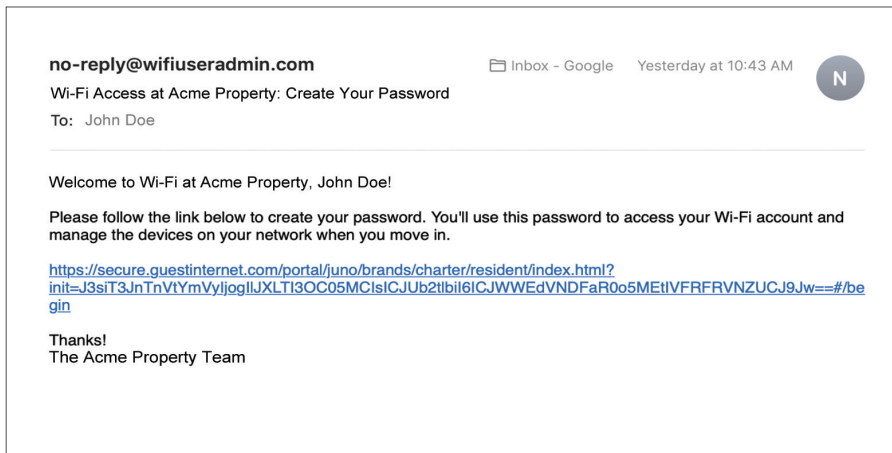 no-reply@wifiuseradmin.com
Inbox - Google
Yesterday at 10:43 AM
N
Wi-Fi Access at Acme Property: Create Your Password
To: John Doe
Welcome to Wi-Fi at Acme Property, John Doe!
Please follow the link below to create your password. You'll use this password to access your Wi-Fi account and
manage the devices on your network when you move in.
https://secure.guestinternet.com/portal/juno/brands/charter/resident/index.html?
init=J3siT3JnTnVtYmVyIjogIlJXLTI3OC05MCIsICJUb2tlbiI6ICJWWEdVNDFaR0o5MEtIVFRFRVNZUCJ9Jw==#/be
gin
Thanks!
The Acme Property Team